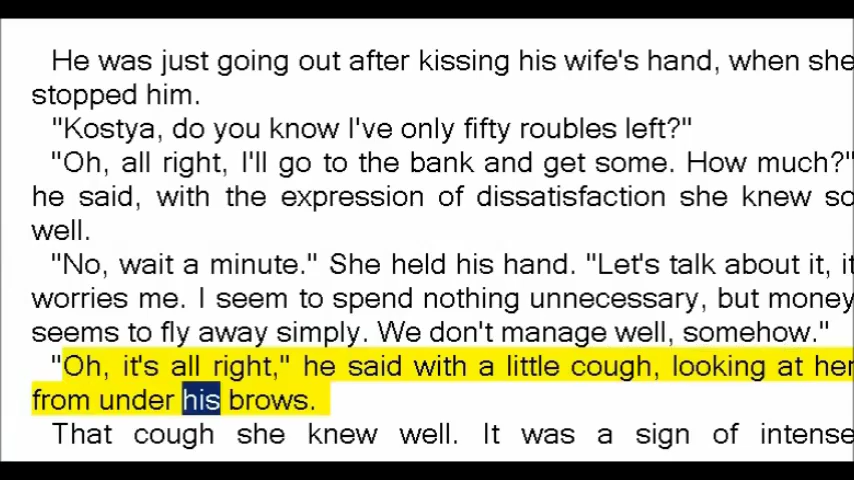 He was just going out after kissing his wife's hand, when she
stopped him.
"Kostya, do you know I've only fifty roubles left?"
"Oh, all right, I'll go to the bank and get some. How much?"
he said, with the expression of dissatisfaction she knew so
well.
"No, wait a minute." She held his hand. "Let's talk about it, it
worries me. I seem to spend nothing unnecessary, but money
seems to fly away simply. We don't manage well, somehow."
"Oh, it's all right," he said with a little cough, looking at her
from under his brows.
That cough she knew well. It was a sign of intense